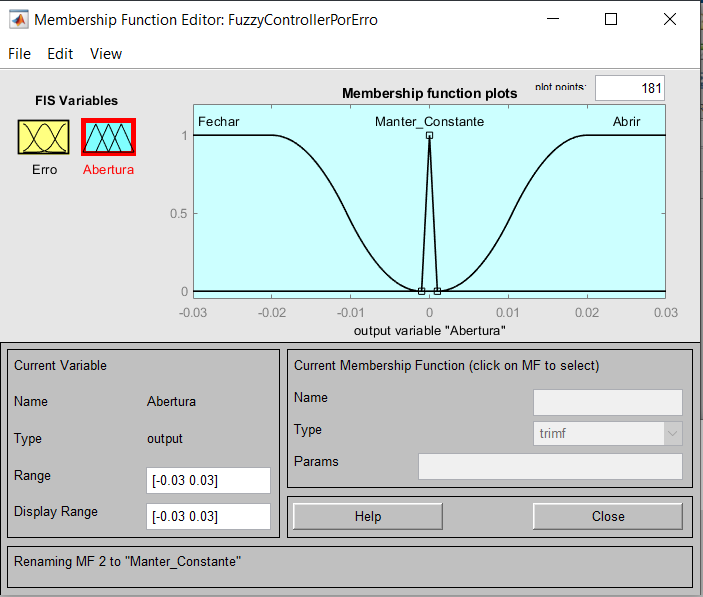 Membership Function Editor: FuzzyControllerPorErro
File Edit View
FIS Variables
Erro
Abertura
Membership function plots
plot points:
181
Fechar
Manter_Constante
Abrir
1
0.5
0
-0.03 -0.02 -0.01 0 0.01 0.02 0.03
output variable "Abertura"
Current Variable
Name Abertura
Type output
Range [-0.03 0.03]
Display Range [-0.03 0.03]
Current Membership Function (click on MF to select)
Name
Type trimf
Params
Help
Close
Renaming MF 2 to "Manter_Constante"